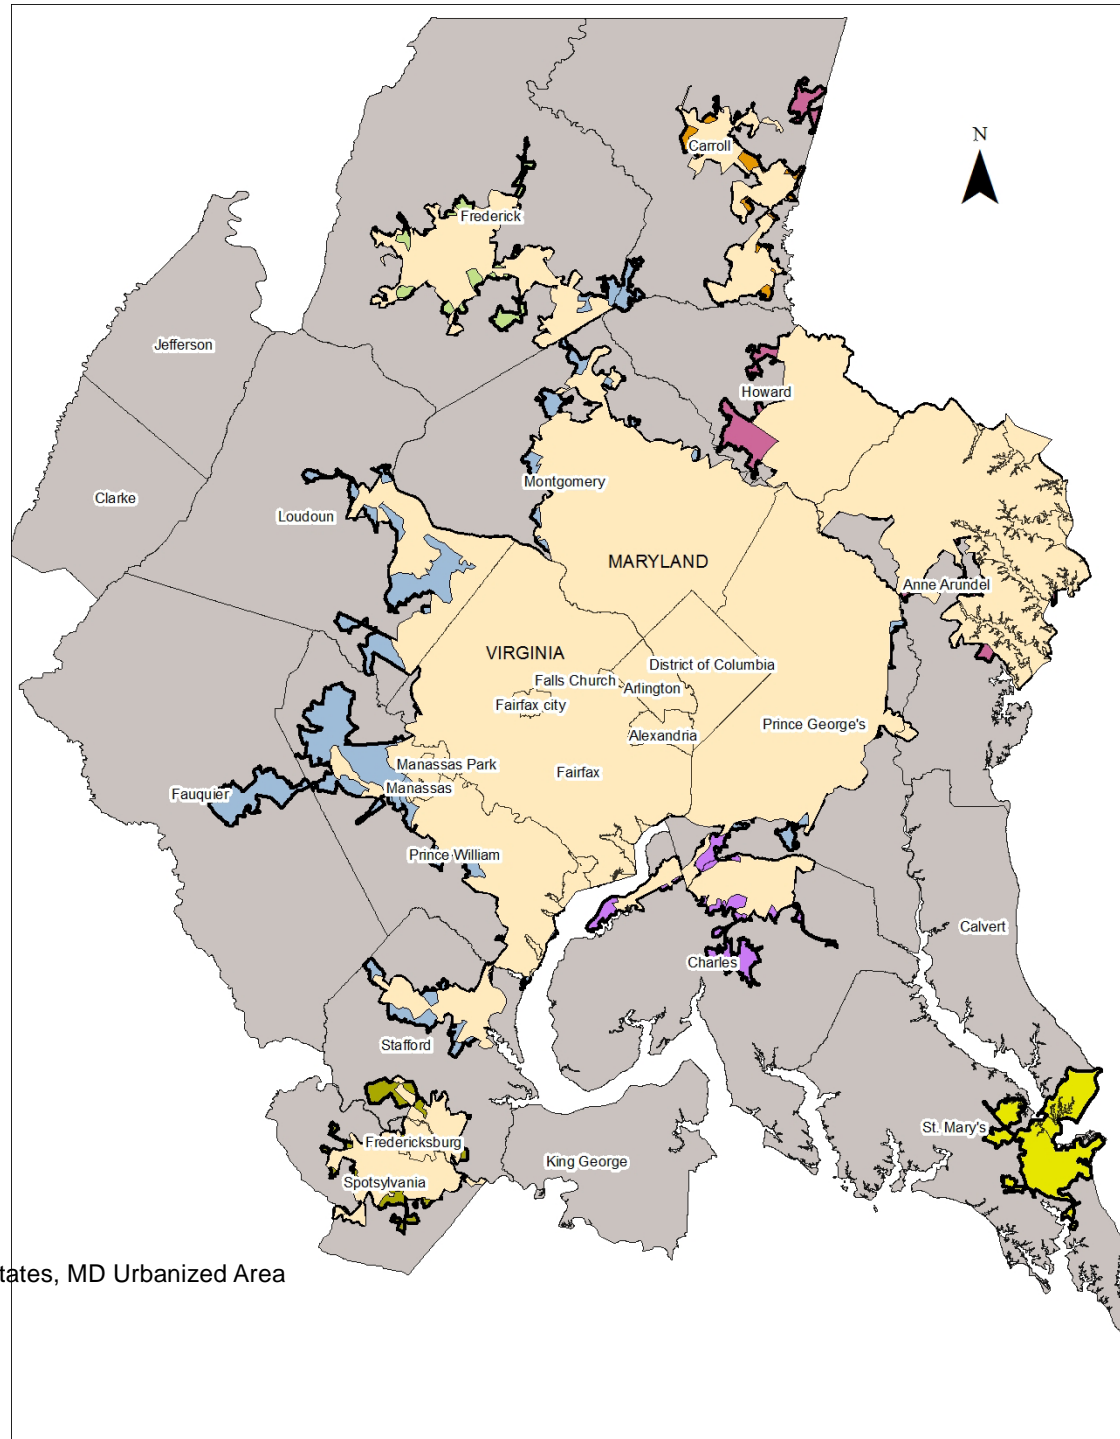 N
Carroll
Frederick
Jefferson
Howard
Montgomery
Clarke
Loudoun
MARYLAND
Anne Arundel
VIRGINIA
District of Columbia
Falls Church
Arlington
Fairfax city
Prince George's
Alexandria
Manassas Park
Fairfax
Manassas
Fauquier
Prince William
Calvert
Charles
Stafford
St. Mary's
Fredericksburg
King George
Spotsylvania
tates, MD Urbanized Area